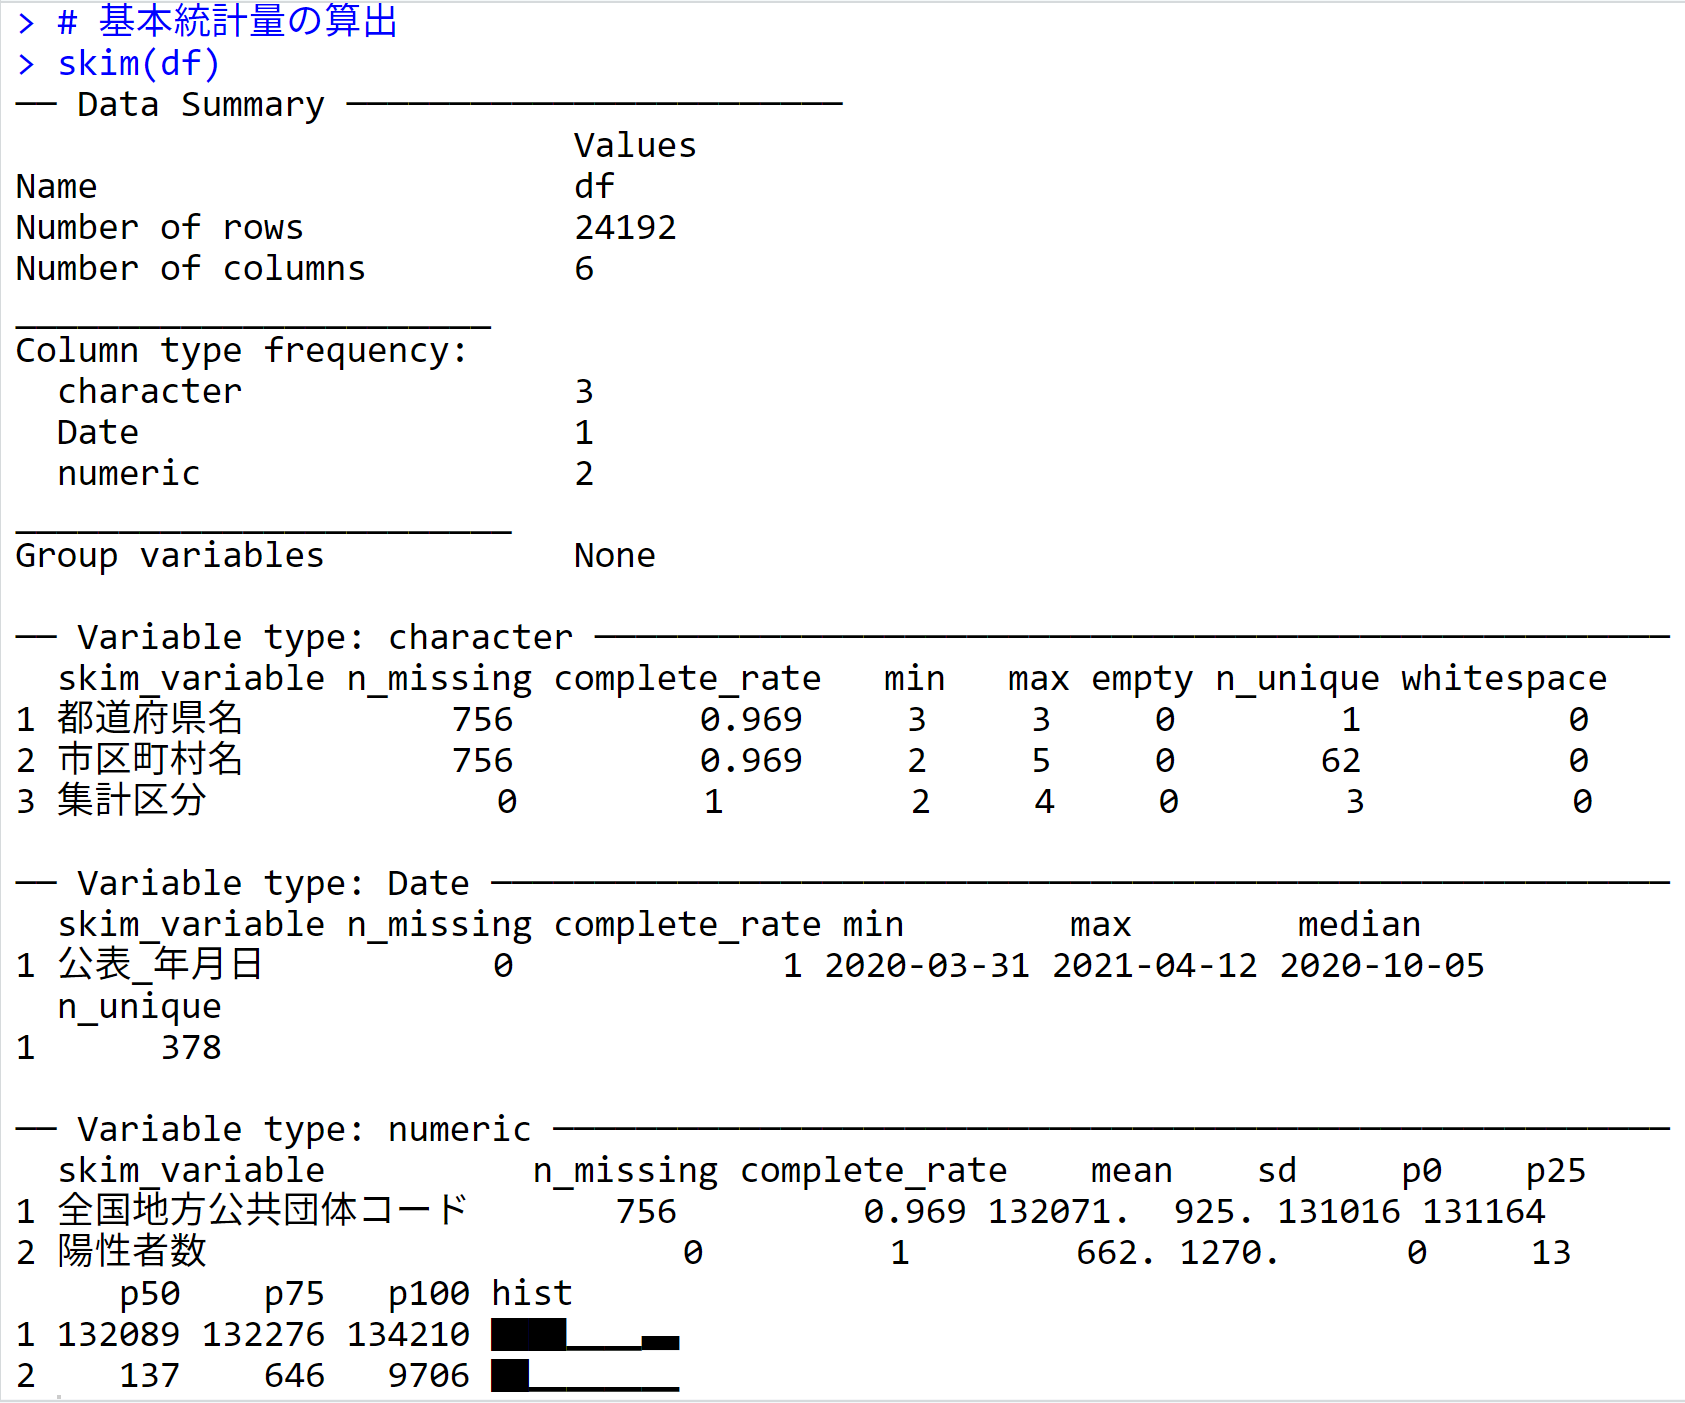 > # 基本統計量の算出
> skim(df)
── Data Summary ────────────────────────
                           Values
Name                       df
Number of rows             24192
Number of columns          6
_______________________
Column type frequency:
  character                3
  Date                     1
  numeric                  2
________________________
Group variables            None
── Variable type: character ────────────────────────────────────────────────────
  skim_variable n_missing complete_rate   min   max empty n_unique whitespace
1 都道府県名          756         0.969     3     3     0        1          0
2 市区町村名          756         0.969     2     5     0       62          0
3 集計区分              0         1         2     4     0        3          0
── Variable type: Date ─────────────────────────────────────────────────────────
  skim_variable n_missing complete_rate min        max        median
1 公表_年月日           0             1 2020-03-31 2021-04-12 2020-10-05
  n_unique
1      378
── Variable type: numeric ──────────────────────────────────────────────────────
  skim_variable          n_missing complete_rate    mean    sd     p0    p25
1 全国地方公共団体コード       756         0.969 132071.  925. 131016 131164
2 陽性者数                       0         1        662. 1270.      0     13
     p50    p75   p100 hist
1 132089 132276 134210 ▇▇▁▁▂
2    137    646   9706 ▇▁▁▁▁